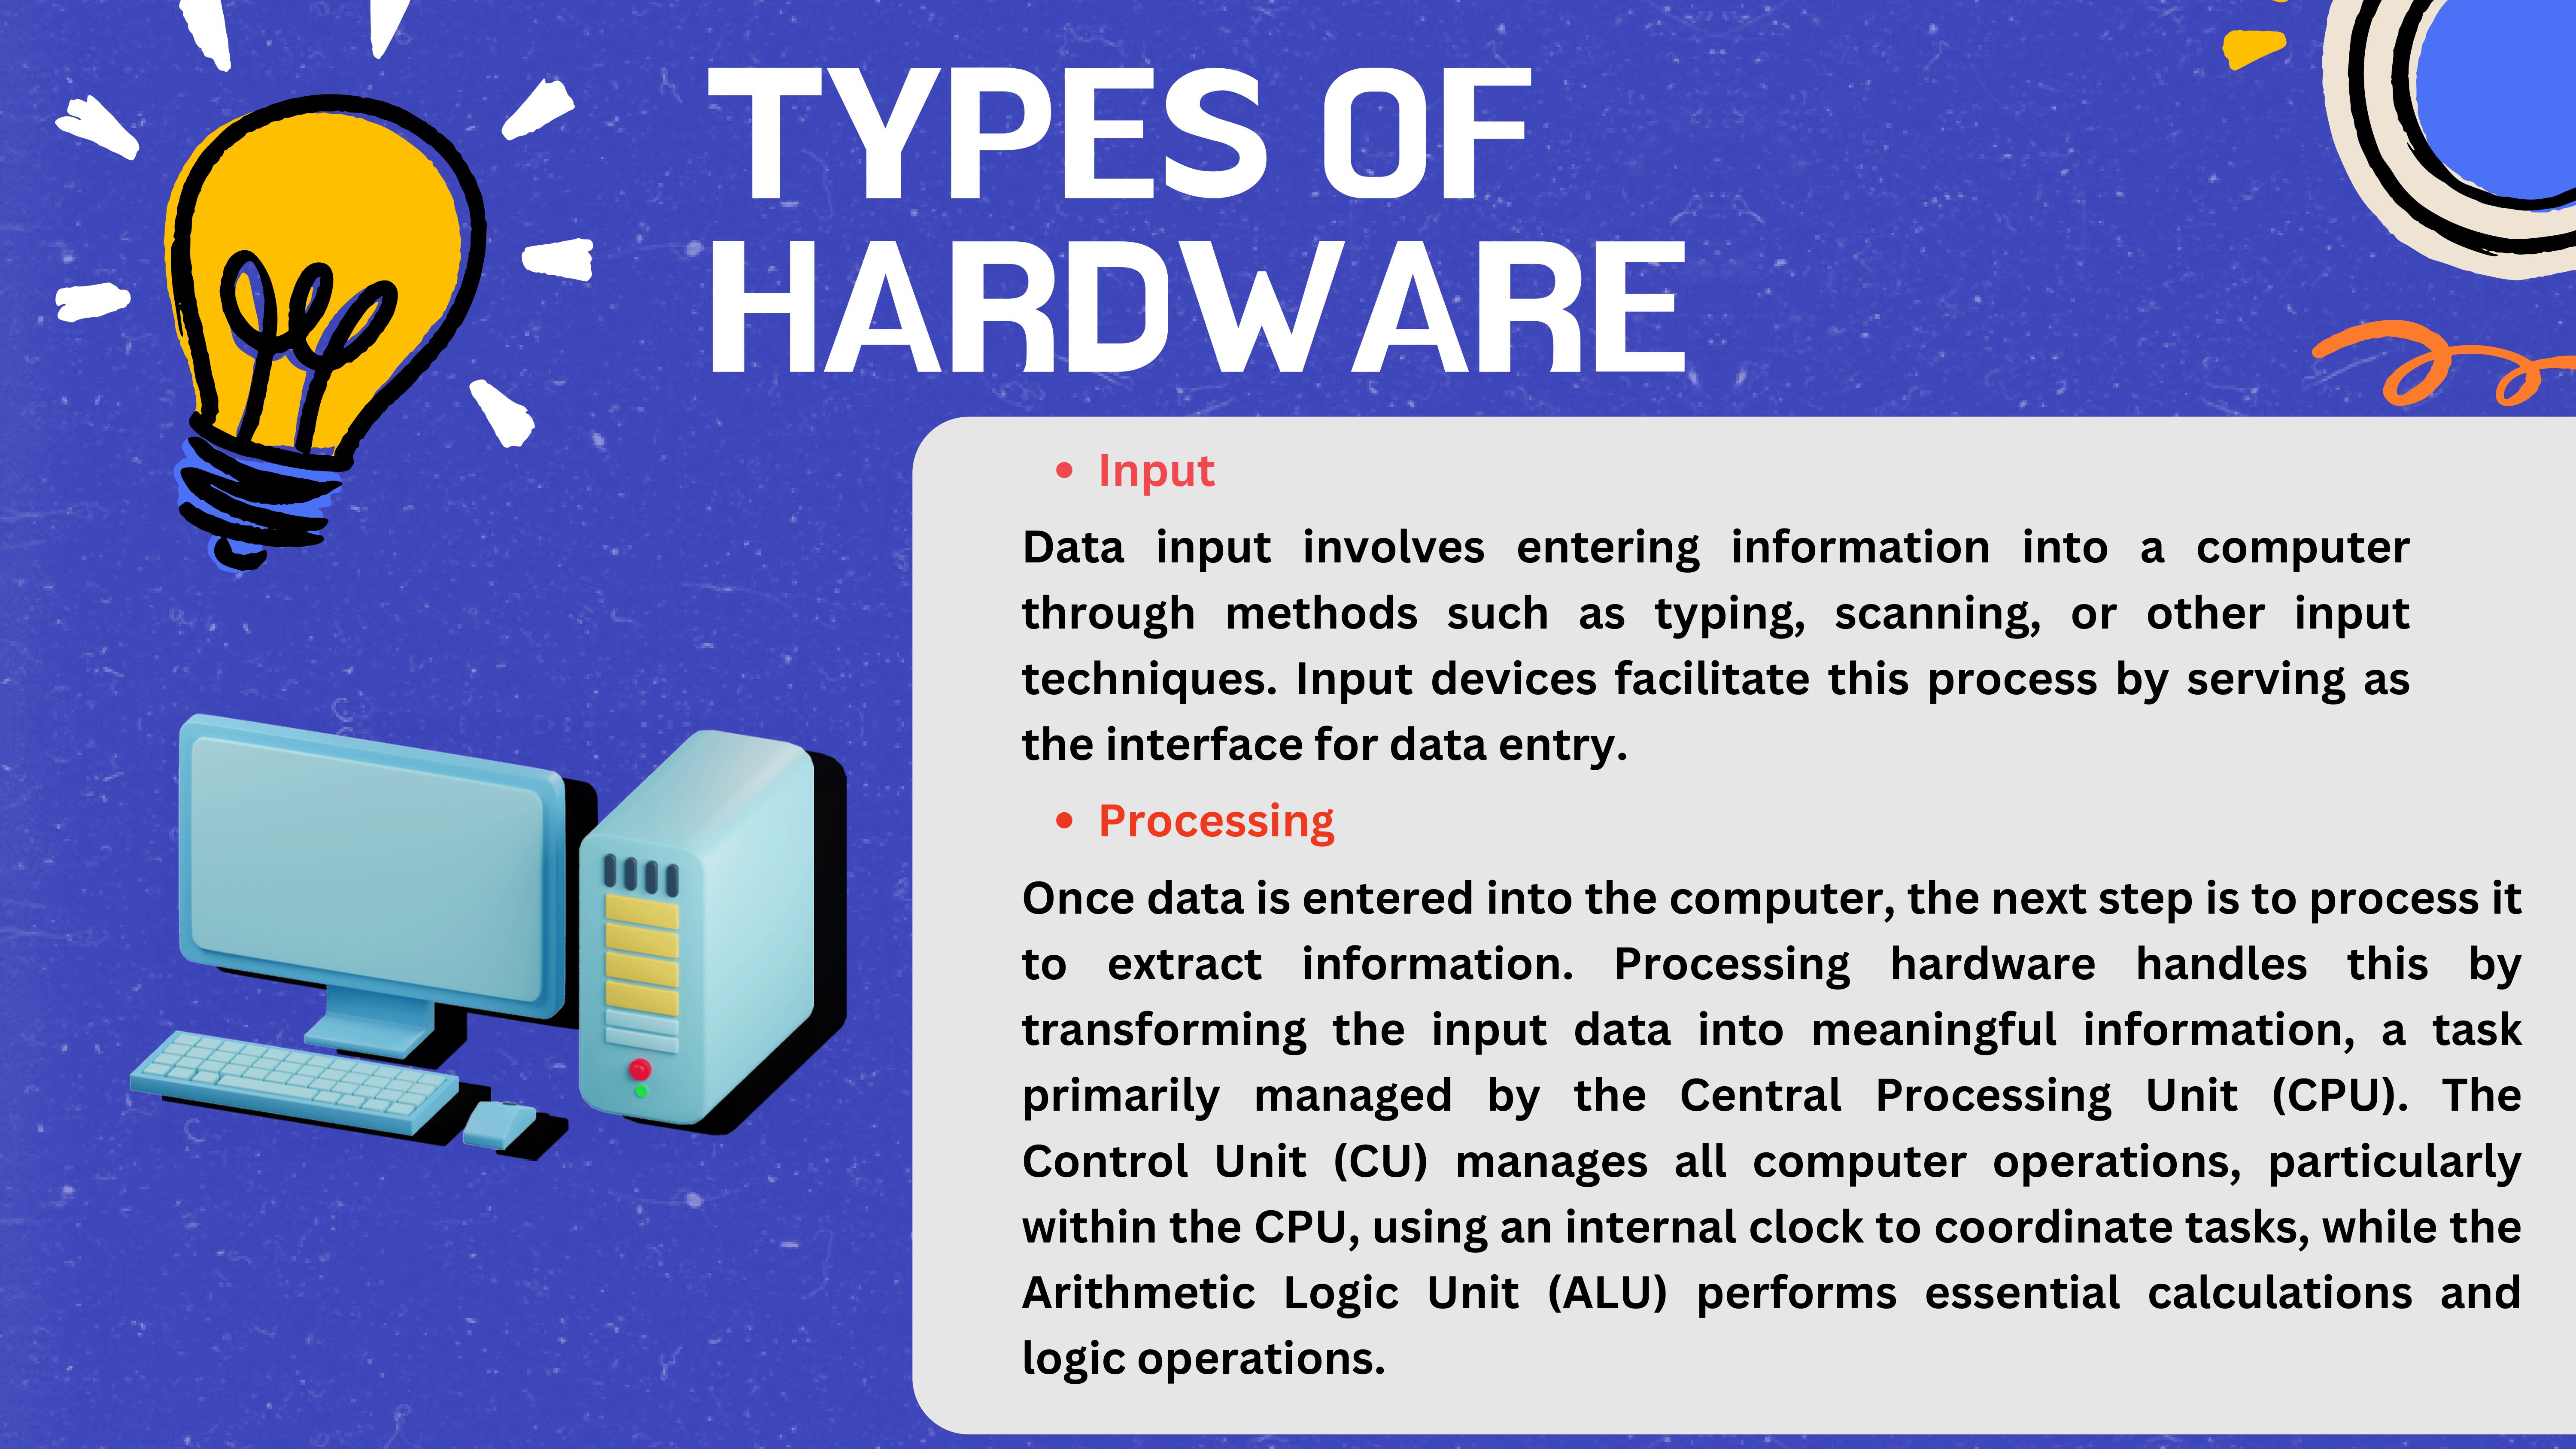 TYPES OF
HARDWARE
• Input
Data input involves entering information into a computer
through methods such as typing, scanning, or other input
techniques. Input devices facilitate this process by serving as
the interface for data entry.
• Processing
Once data is entered into the computer, the next step is to process it
to extract information. Processing hardware handles this by
transforming the input data into meaningful information, a task
primarily managed by the Central Processing Unit (CPU). The
Control Unit (CU) manages all computer operations, particularly
within the CPU, using an internal clock to coordinate tasks, while the
Arithmetic Logic Unit (ALU) performs essential calculations and
logic operations.